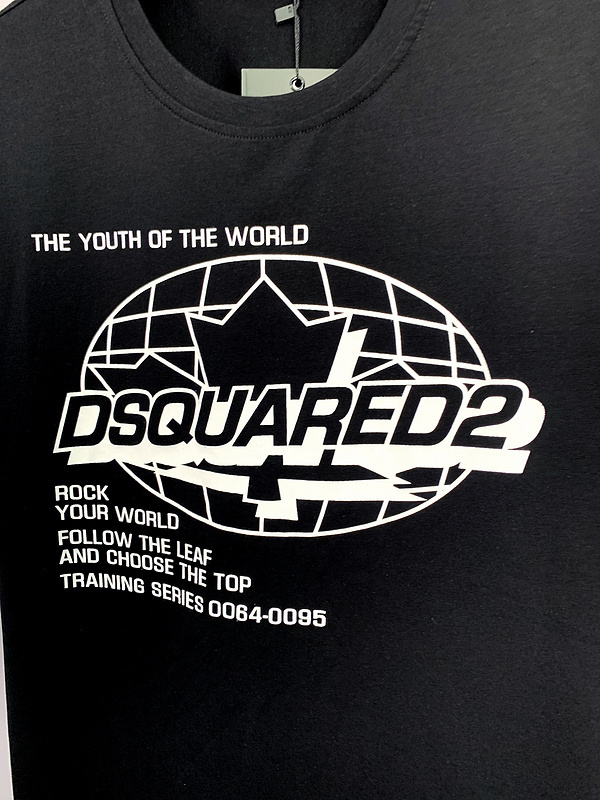 THE YOUTH OF THE WORLD
DSQUARED2
ROCK
YOUR WORLD
FOLLOW THE LEAF
AND CHOOSE THE TOP
TRAINING SERIES 0064-0095